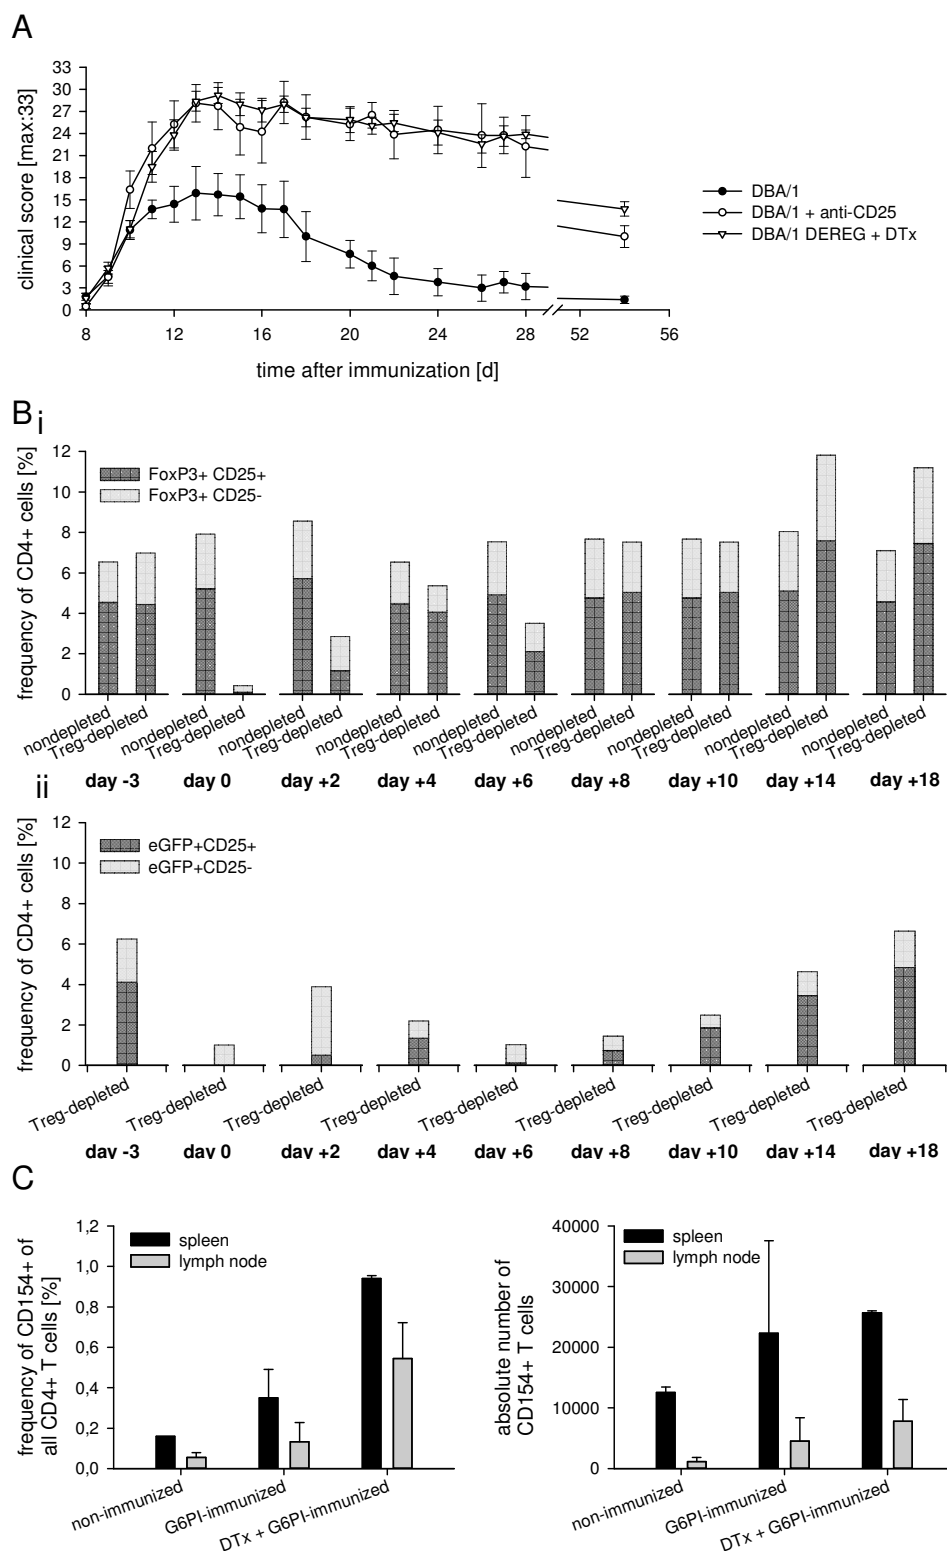 A
clinical score [max:33]
33
30
27
24
21
18
15
12
9
6
3
0
8 12 16 20 24 28 52 56
time after immunization [d]
DBA/1
DBA/1 + anti-CD25
DBA/1 DEREG + DTx
B i
frequency of CD4+ cells [%]
12
10
8
6
4
2
0
FoxP3+ CD25+
FoxP3+ CD25-
nondepleted Treg-depleted nondepleted Treg-depleted nondepleted Treg-depleted nondepleted Treg-depleted nondepleted Treg-depleted nondepleted Treg-depleted nondepleted Treg-depleted nondepleted Treg-depleted nondepleted Treg-depleted
day -3 day 0 day +2 day +4 day +6 day +8 day +10 day +14 day +18
ii
frequency of CD4+ cells [%]
12
10
8
6
4
2
0
eGFP+CD25+
eGFP+CD25-
Treg-depleted Treg-depleted Treg-depleted Treg-depleted Treg-depleted Treg-depleted Treg-depleted Treg-depleted Treg-depleted
day -3 day 0 day +2 day +4 day +6 day +8 day +10 day +14 day +18
C
frequency of CD154+ of
all CD4+ T cells [%]
1,2
1,0
0,8
0,6
0,4
0,2
0,0
spleen
lymph node
non-immunized G6PI-immunized DTx + G6PI-immunized
absolute number of
CD154+ T cells
40000
30000
20000
10000
0
spleen
lymph node
non-immunized G6PI-immunized DTx + G6PI-immunized